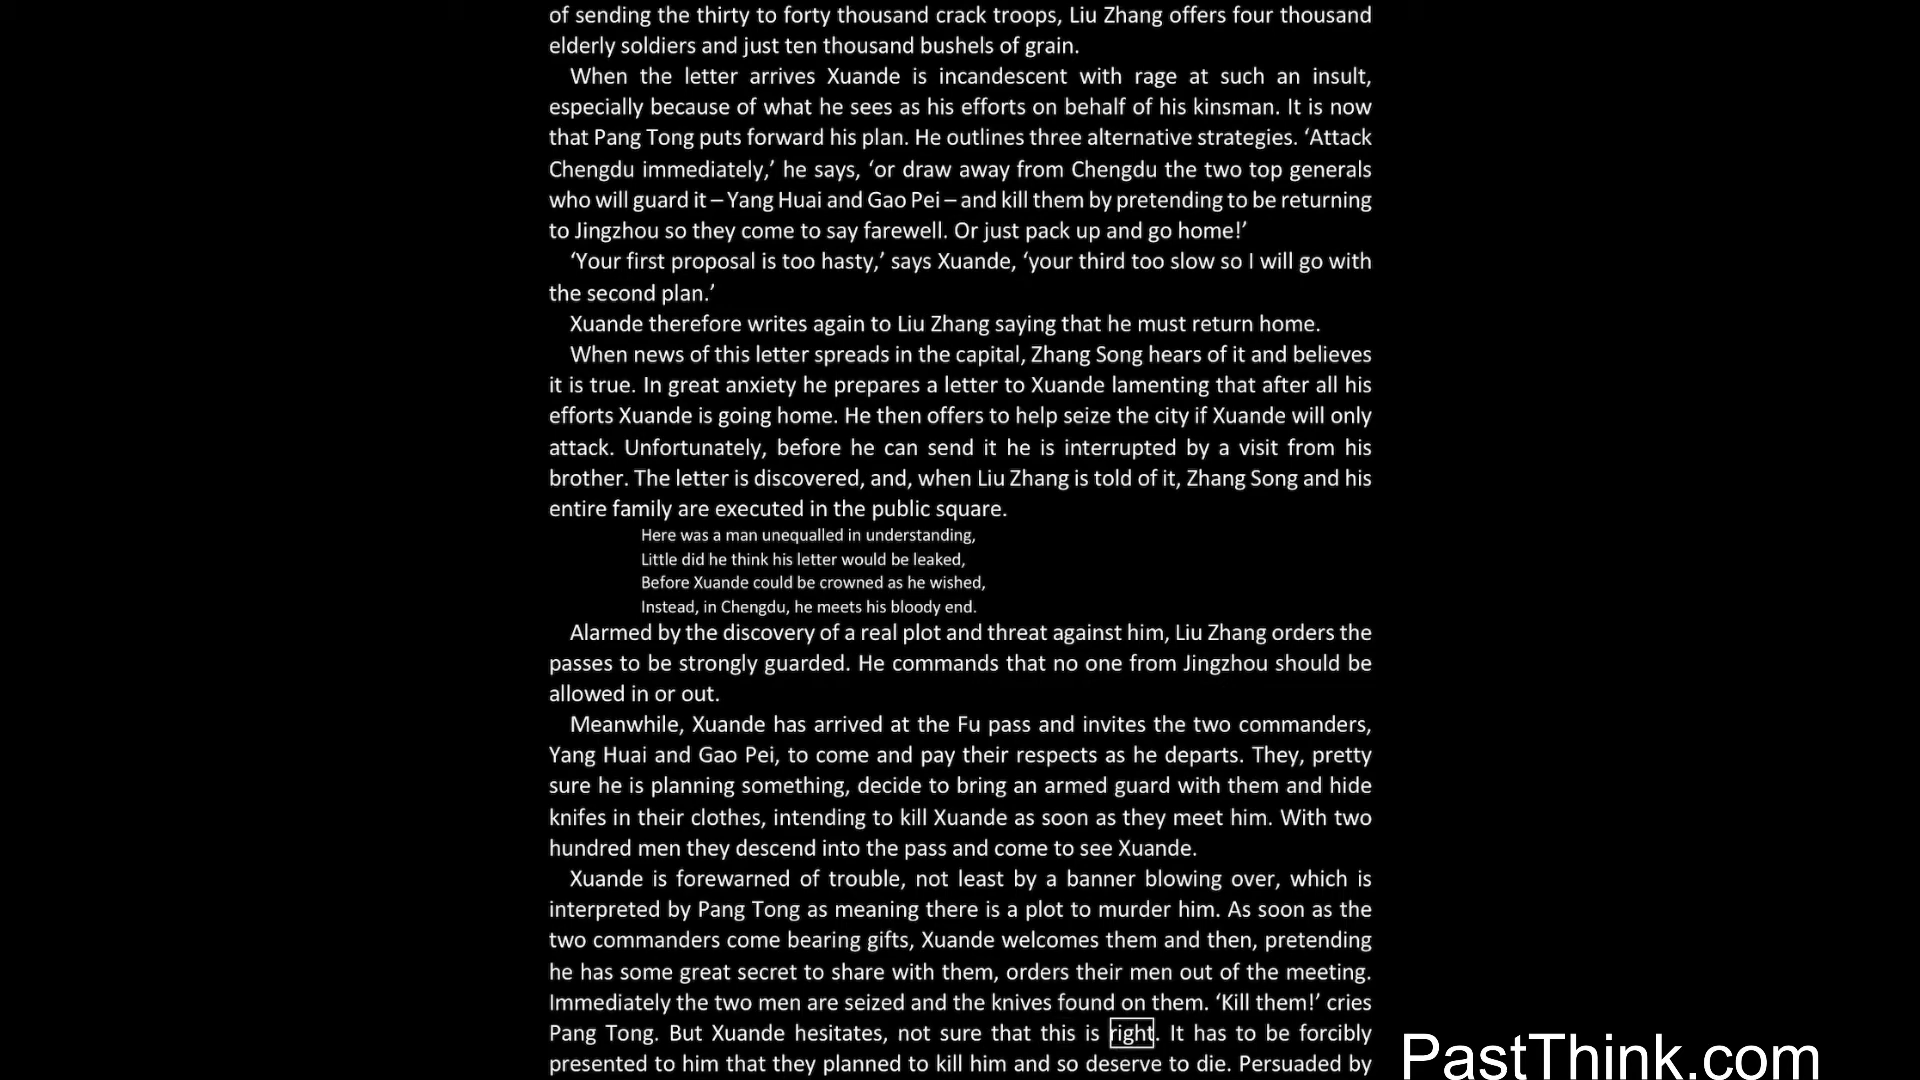 of sending the thirty to forty thousand crack troops, Liu Zhang offers four thousand
elderly soldiers and just ten thousand bushels of grain.
When the letter arrives Xuande is incandescent with rage at such an insult,
especially because of what he sees as his efforts on behalf of his kinsman. It is now
that Pang Tong puts forward his plan. He outlines three alternative strategies. ‘Attack
Chengdu immediately,’ he says, ‘or draw away from Chengdu the two top generals
who will guard it – Yang Huai and Gao Pei – and kill them by pretending to be returning
to Jingzhou so they come to say farewell. Or just pack up and go home!’
‘Your first proposal is too hasty,’ says Xuande, ‘your third too slow so I will go with
the second plan.’
Xuande therefore writes again to Liu Zhang saying that he must return home.
When news of this letter spreads in the capital, Zhang Song hears of it and believes
it is true. In great anxiety he prepares a letter to Xuande lamenting that after all his
efforts Xuande is going home. He then offers to help seize the city if Xuande will only
attack. Unfortunately, before he can send it he is interrupted by a visit from his
brother. The letter is discovered, and, when Liu Zhang is told of it, Zhang Song and his
entire family are executed in the public square.
Here was a man unequalled in understanding,
Little did he think his letter would be leaked,
Before Xuande could be crowned as he wished,
Instead, in Chengdu, he meets his bloody end.
Alarmed by the discovery of a real plot and threat against him, Liu Zhang orders the
passes to be strongly guarded. He commands that no one from Jingzhou should be
allowed in or out.
Meanwhile, Xuande has arrived at the Fu pass and invites the two commanders,
Yang Huai and Gao Pei, to come and pay their respects as he departs. They, pretty
sure he is planning something, decide to bring an armed guard with them and hide
knifes in their clothes, intending to kill Xuande as soon as they meet him. With two
hundred men they descend into the pass and come to see Xuande.
Xuande is forewarned of trouble, not least by a banner blowing over, which is
interpreted by Pang Tong as meaning there is a plot to murder him. As soon as the
two commanders come bearing gifts, Xuande welcomes them and then, pretending
he has some great secret to share with them, orders their men out of the meeting.
Immediately the two men are seized and the knives found on them. ‘Kill them!’ cries
Pang Tong. But Xuande hesitates, not sure that this is right. It has to be forcibly
presented to him that they planned to kill him and so deserve to die. Persuaded by
PastThink.com